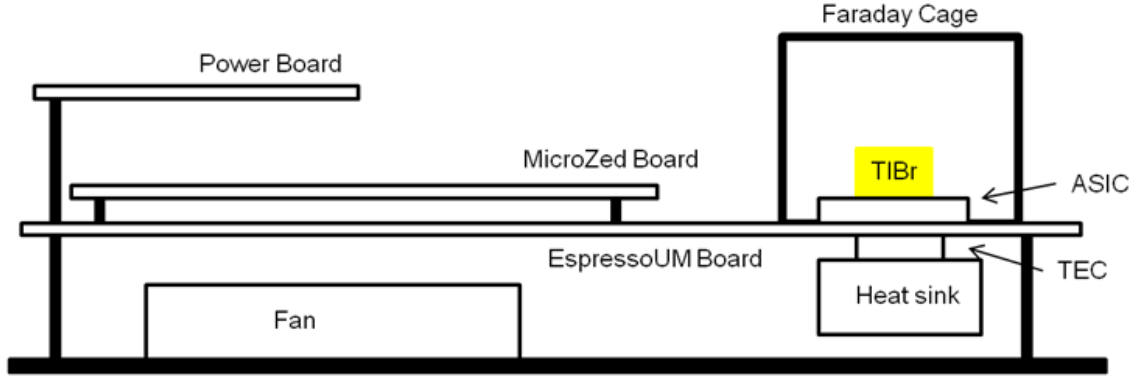 Faraday Cage
Power Board
MicroZed Board
TlBr
ASIC
EspressoUM Board
TEC
Heat sink
Fan